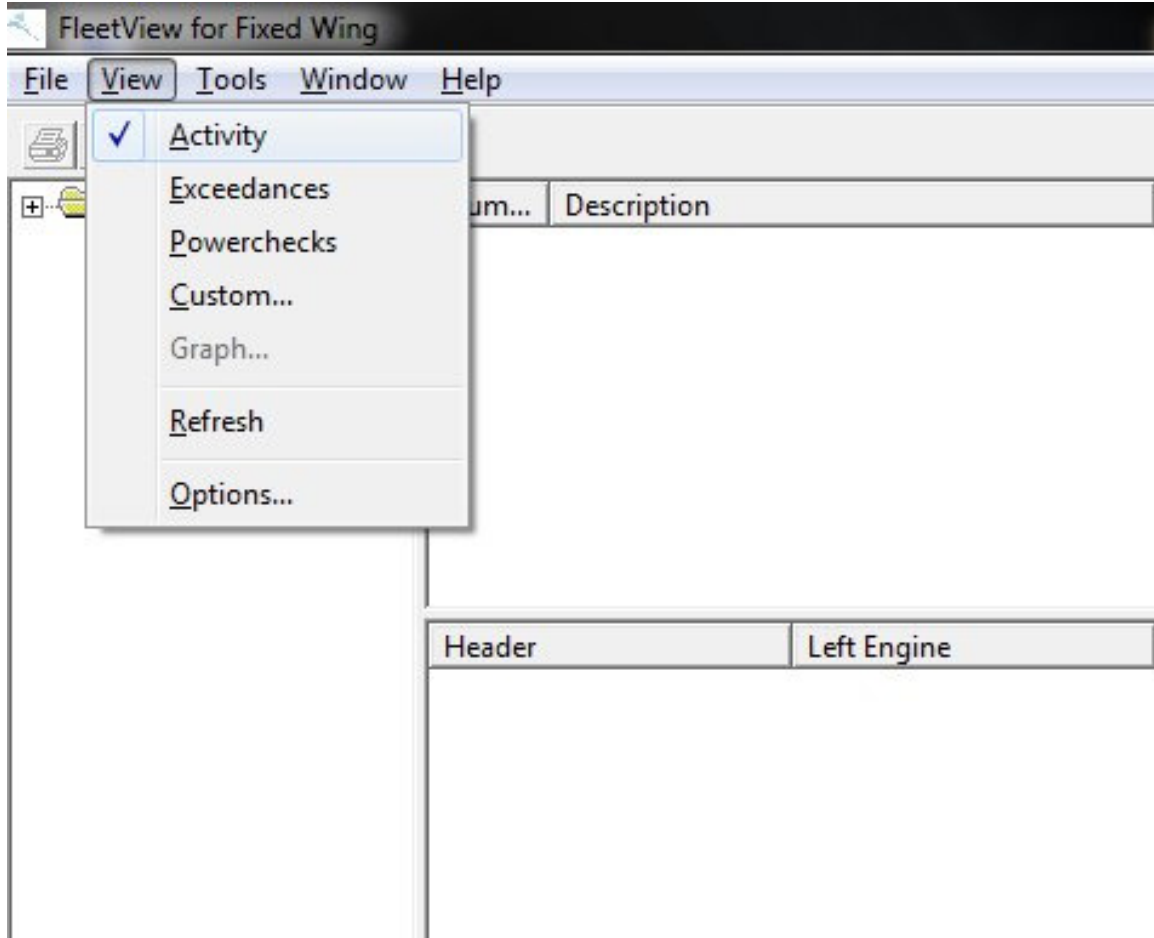 FleetView for Fixed Wing
File View Tools Window Help
Activity
Exceedances
Powerchecks
Custom...
Graph...
Refresh
Options...
um... Description
Header Left Engine